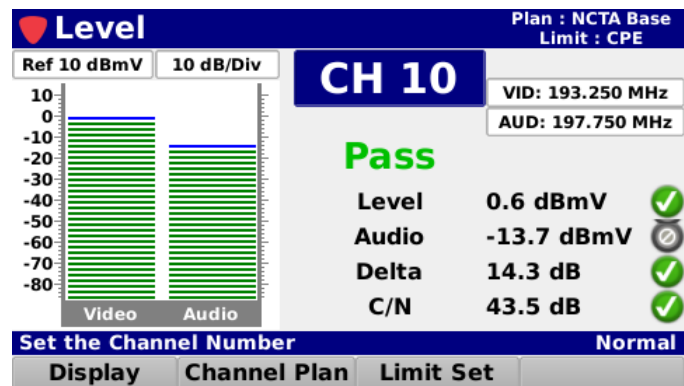 Level
Plan : NCTA Base
Limit : CPE
Ref 10 dBmV
10 dB/Div
CH 10
VID: 193.250 MHz
AUD: 197.750 MHz
10
0
-10
-20
-30
-40
-50
-60
-70
-80
Video
Audio
Pass
Level 0.6 dBmV
Audio -13.7 dBmV
Delta 14.3 dB
C/N 43.5 dB
Set the Channel Number
Normal
Display
Channel Plan
Limit Set